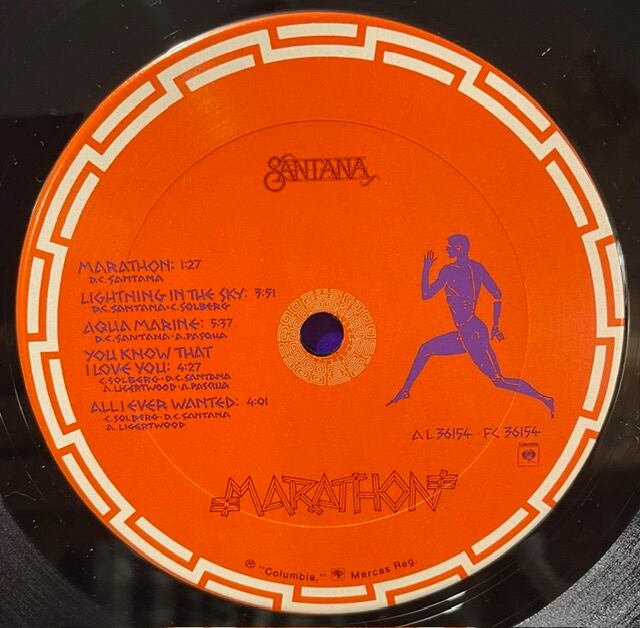 SANTANA
MARATHON: 1:27
D.C. SANTANA
LIGHTNING IN THE SKY: 3:51
D.C. SANTANA · C. SOLBERG
AQUA MARINE: 5:37
D.C. SANTANA · A. PASQUA
YOU KNOW THAT
I LOVE YOU: 4:27
C. SOLBERG · D.C. SANTANA
A. LIGERTWOOD · A. PASQUA
ALL I EVER WANTED: 4:01
C. SOLBERG · D.C. SANTANA
A. LIGERTWOOD
AL 36154 · FC 36154
Columbia
MARATHON
® "Columbia," Marcas Reg.